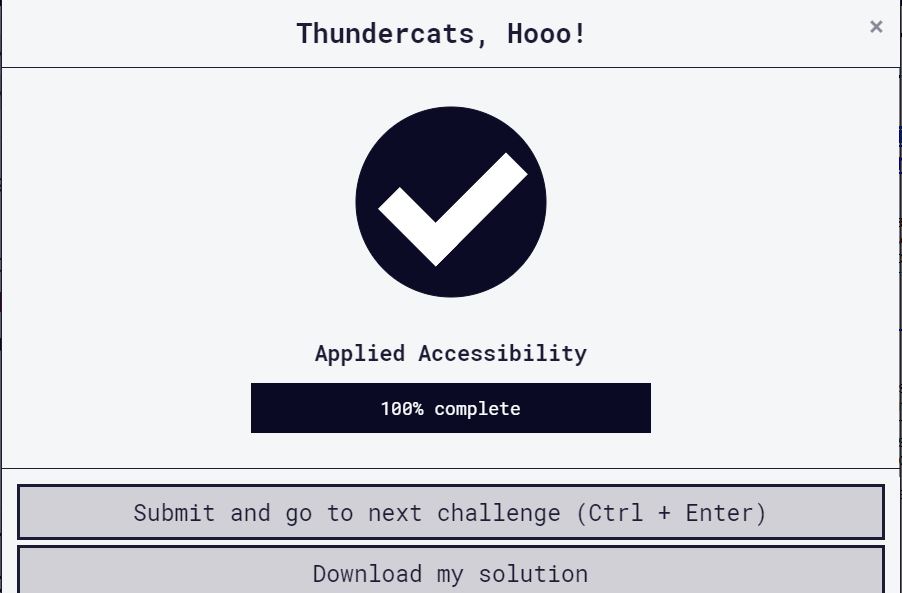 Thundercats, Hooo!
×
Applied Accessibility
100% complete
Submit and go to next challenge (Ctrl + Enter)
Download my solution